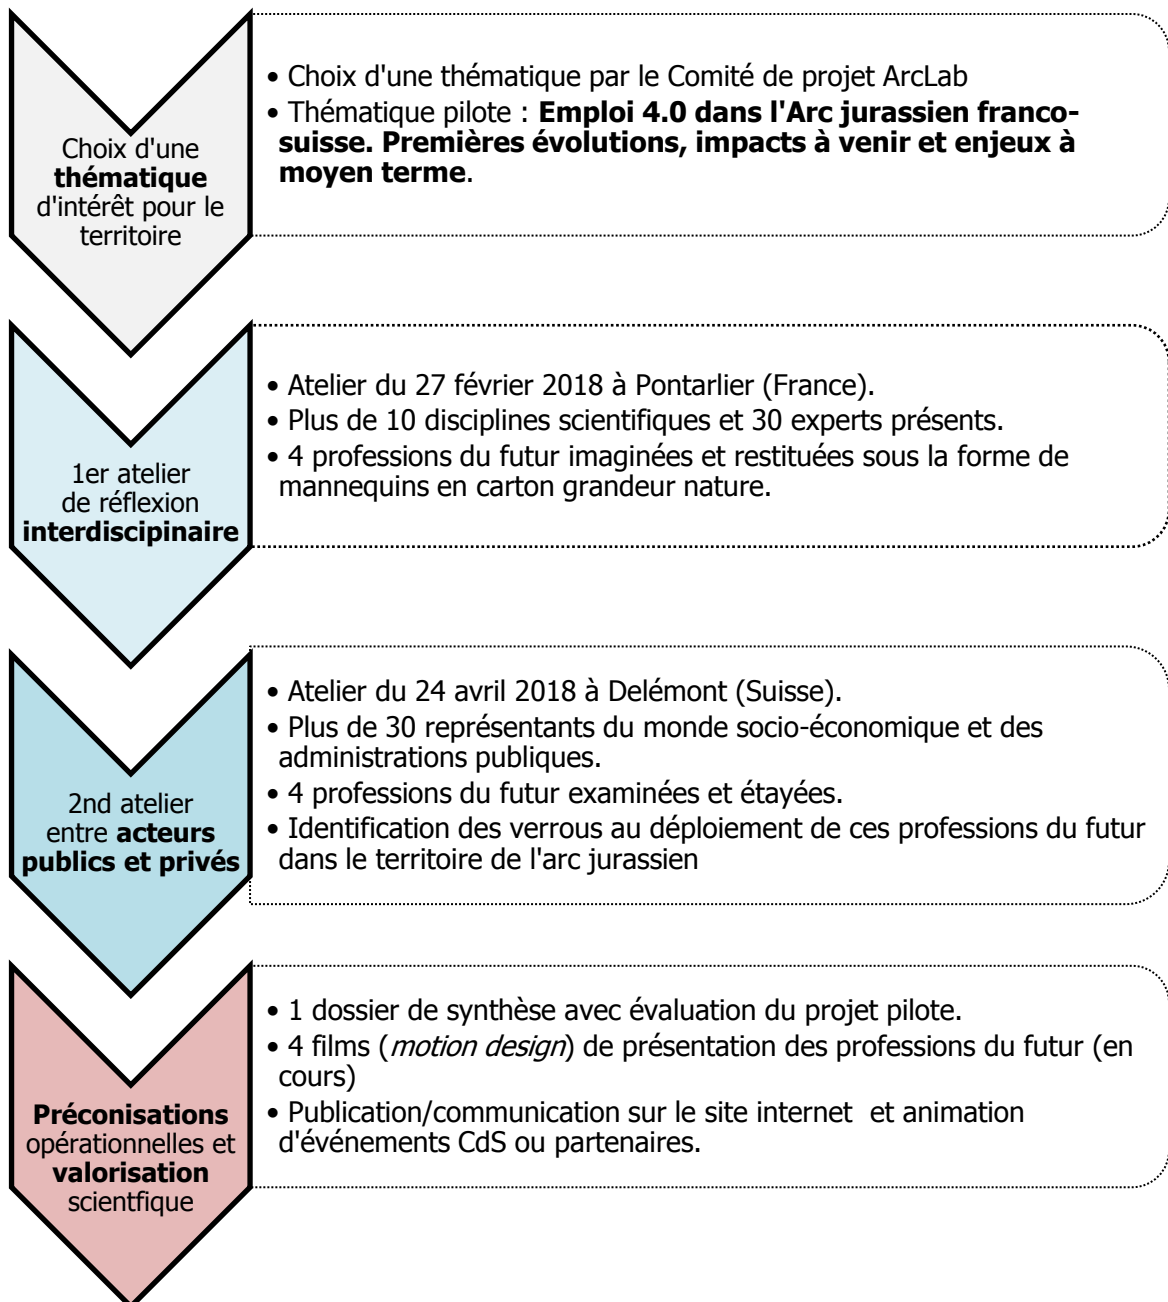 Choix d'une
thématique
d'intérêt pour le
territoire
• Choix d'une thématique par le Comité de projet ArcLab
• Thématique pilote : Emploi 4.0 dans l'Arc jurassien franco-
suisse. Premières évolutions, impacts à venir et enjeux à
moyen terme.
1er atelier
de réflexion
interdiscipinaire
• Atelier du 27 février 2018 à Pontarlier (France).
• Plus de 10 disciplines scientifiques et 30 experts présents.
• 4 professions du futur imaginées et restituées sous la forme de
mannequins en carton grandeur nature.
2nd atelier
entre acteurs
publics et privés
• Atelier du 24 avril 2018 à Delémont (Suisse).
• Plus de 30 représentants du monde socio-économique et des
administrations publiques.
• 4 professions du futur examinées et étayées.
• Identification des verrous au déploiement de ces professions du futur
dans le territoire de l'arc jurassien
Préconisations
opérationnelles et
valorisation
scientfique
• 1 dossier de synthèse avec évaluation du projet pilote.
• 4 films (motion design) de présentation des professions du futur (en
cours)
• Publication/communication sur le site internet  et animation
d'événements CdS ou partenaires.